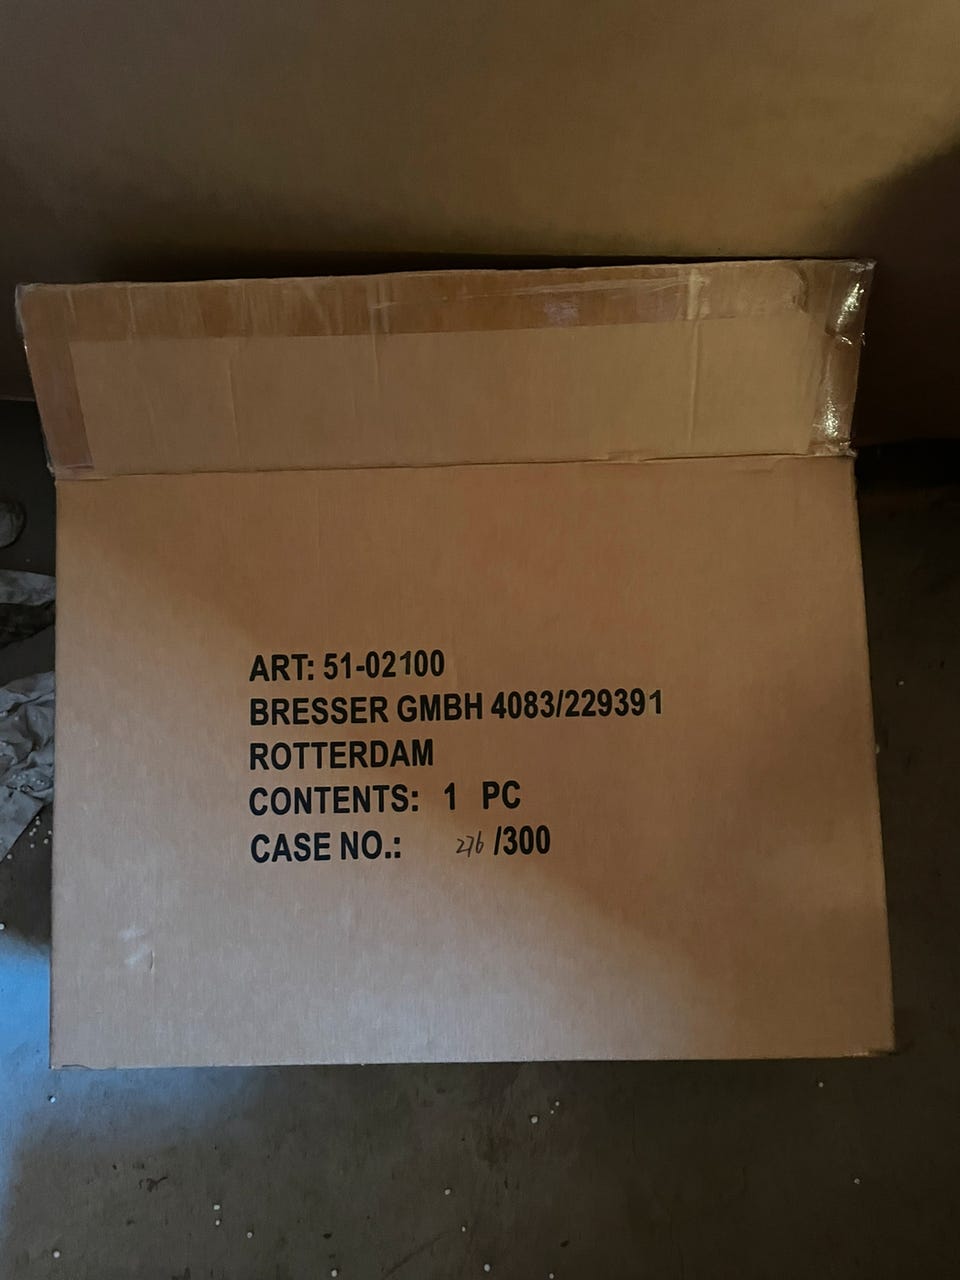 ART: 51-02100
BRESSER GMBH 4083/229391
ROTTERDAM
CONTENTS: 1 PC
CASE NO.: 276 /300